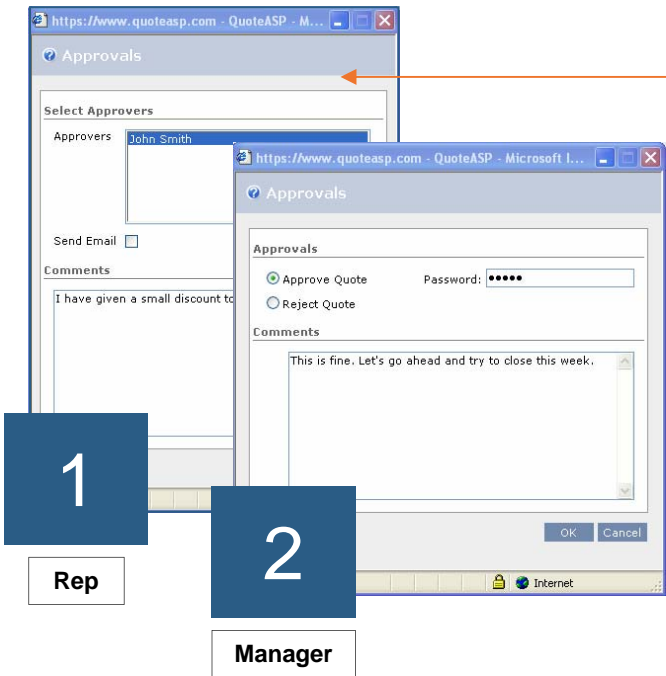 https://www.quoteasp.com - QuoteASP - M...
Approvals
Select Approvers
Approvers
John Smith
Send Email
Comments
I have given a small discount to
1
Rep
https://www.quoteasp.com - QuoteASP - Microsoft I...
Approvals
Approvals
Approve Quote Password: •••••
Reject Quote
Comments
This is fine. Let's go ahead and try to close this week.
OK Cancel
Internet
2
Manager